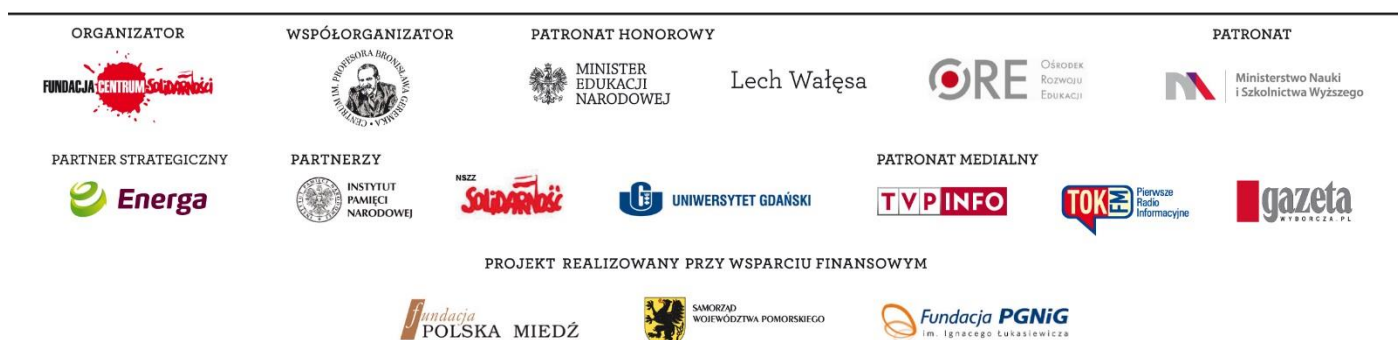 ORGANIZATOR
WSPÓŁORGANIZATOR
PATRONAT HONOROWY
PATRONAT
FUNDACJA CENTRUM SOLIDARNOŚCI
CENTRUM IM. PROFESORA BRONISŁAWA GEREMKA
MINISTER
EDUKACJI
NARODOWEJ
Lech Wałęsa
ORE
Ośrodek
Rozwoju
Edukacji
Ministerstwo Nauki
i Szkolnictwa Wyższego
PARTNER STRATEGICZNY
PARTNERZY
PATRONAT MEDIALNY
Energa
INSTYTUT
PAMIĘCI
NARODOWEJ
NSZZ
SOLIDARNOŚĆ
UNIWERSYTET GDAŃSKI
TVP INFO
TOK FM
Pierwsze
Radio
Informacyjne
gazeta
WYBORCZA.PL
PROJEKT REALIZOWANY PRZY WSPARCIU FINANSOWYM
fundacja
POLSKA MIEDŹ
SAMORZĄD
WOJEWÓDZTWA POMORSKIEGO
Fundacja PGNiG
im. Ignacego Łukasiewicza